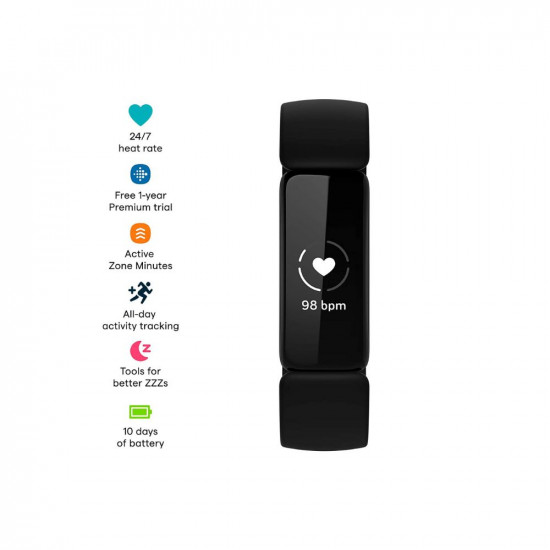 24/7
heat rate
Free 1-year
Premium trial
Active
Zone Minutes
All-day
activity tracking
Z
Tools for
better ZZZs
10 days
of battery
98 bpm